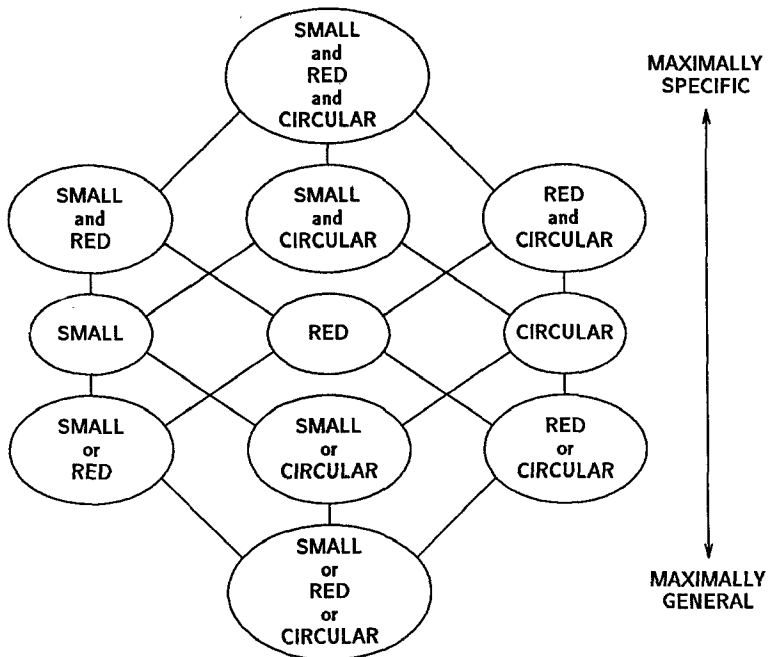 SMALL
and
RED
and
CIRCULAR
MAXIMALLY
SPECIFIC
SMALL
and
RED
SMALL
and
CIRCULAR
RED
and
CIRCULAR
SMALL
RED
CIRCULAR
SMALL
or
RED
SMALL
or
CIRCULAR
RED
or
CIRCULAR
SMALL
or
RED
or
CIRCULAR
MAXIMALLY
GENERAL